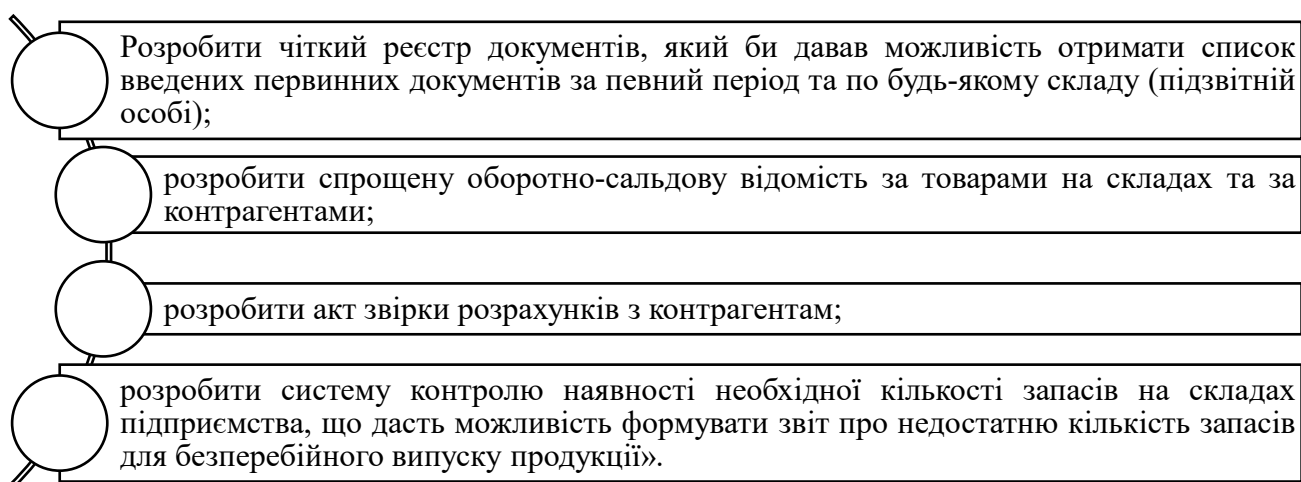 Розробити чіткий реєстр документів, який би давав можливість отримати список
введених первинних документів за певний період та по будь-якому складу (підзвітній
особі);
розробити спрощену оборотно-сальдову відомість за товарами на складах та за
контрагентами;
розробити акт звірки розрахунків з контрагентам;
розробити систему контролю наявності необхідної кількості запасів на складах
підприємства, що дасть можливість формувати звіт про недостатню кількість запасів
для безперебійного випуску продукції».